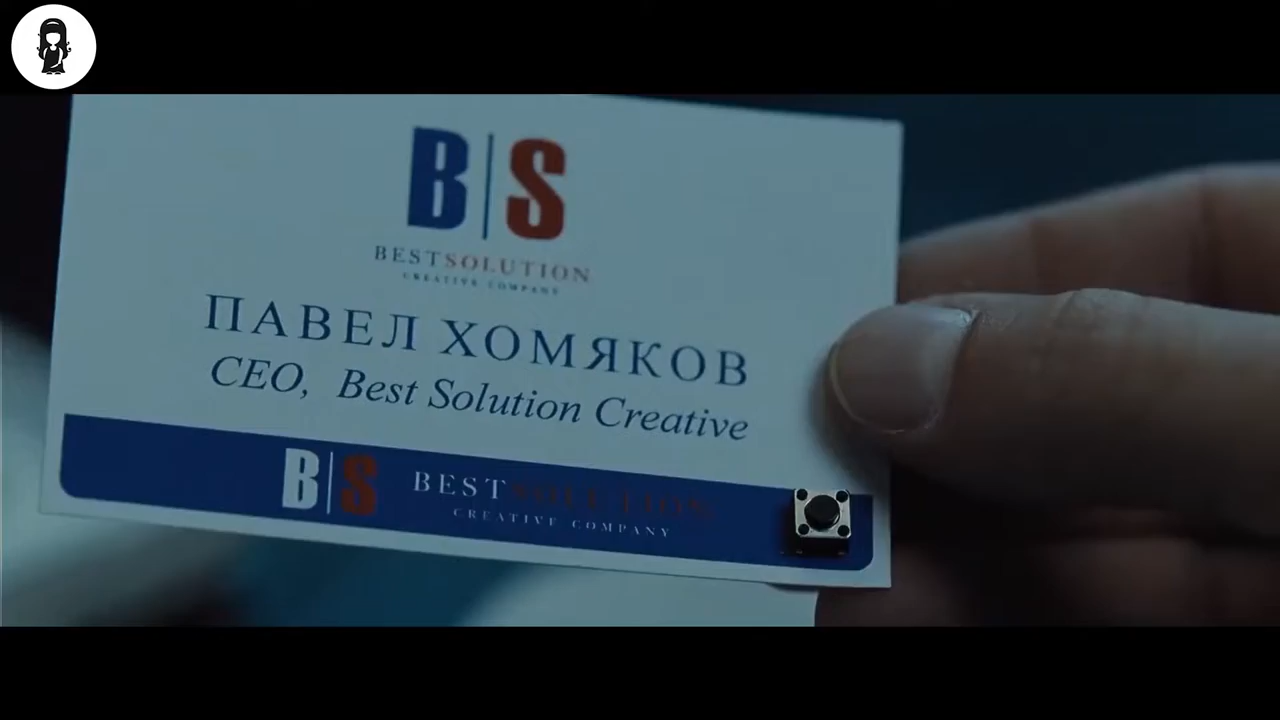 B|S
BESTSOLUTION
CREATIVE COMPANY
ПАВЕЛ ХОМЯКОВ
CEO, Best Solution Creative
B|S BESTSOLUTION
CREATIVE COMPANY